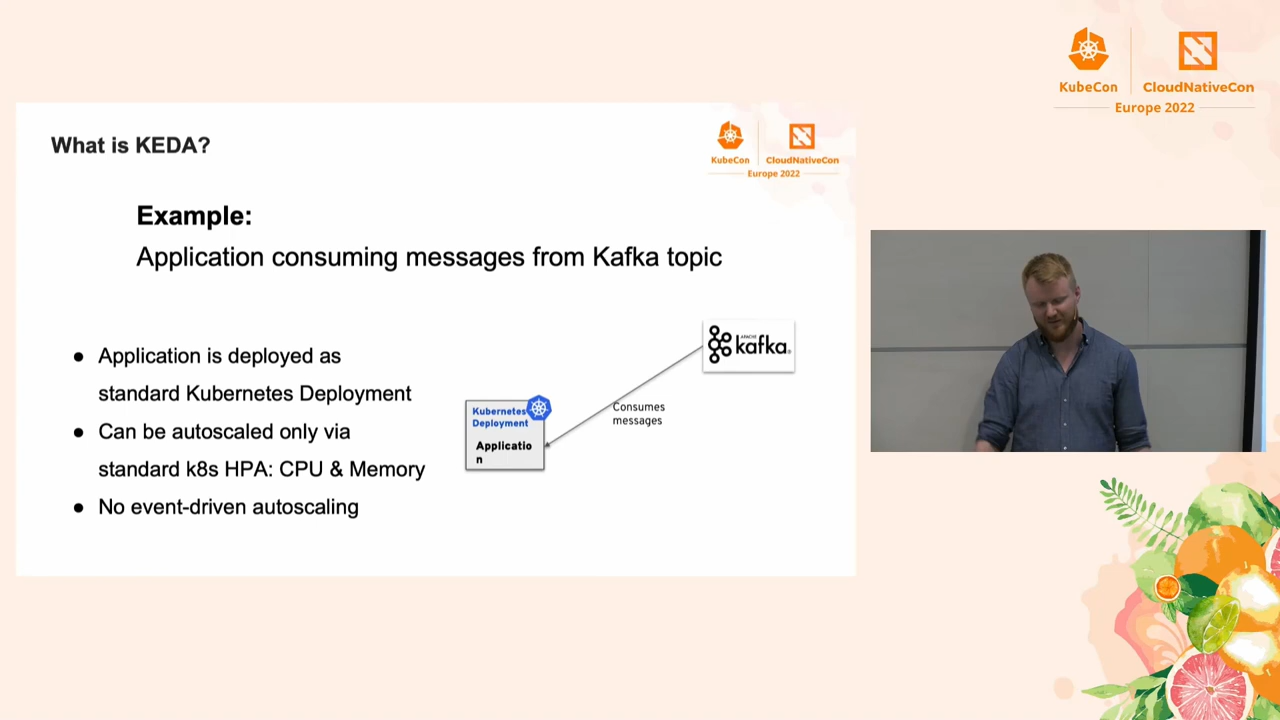 KubeCon
CloudNativeCon
Europe 2022
What is KEDA?
KubeCon
CloudNativeCon
Europe 2022
Example:
Application consuming messages from Kafka topic
● Application is deployed as
standard Kubernetes Deployment
● Can be autoscaled only via
standard k8s HPA: CPU & Memory
● No event-driven autoscaling
APACHE
kafka®
Consumes
messages
Kubernetes
Deployment
Applicatio
n